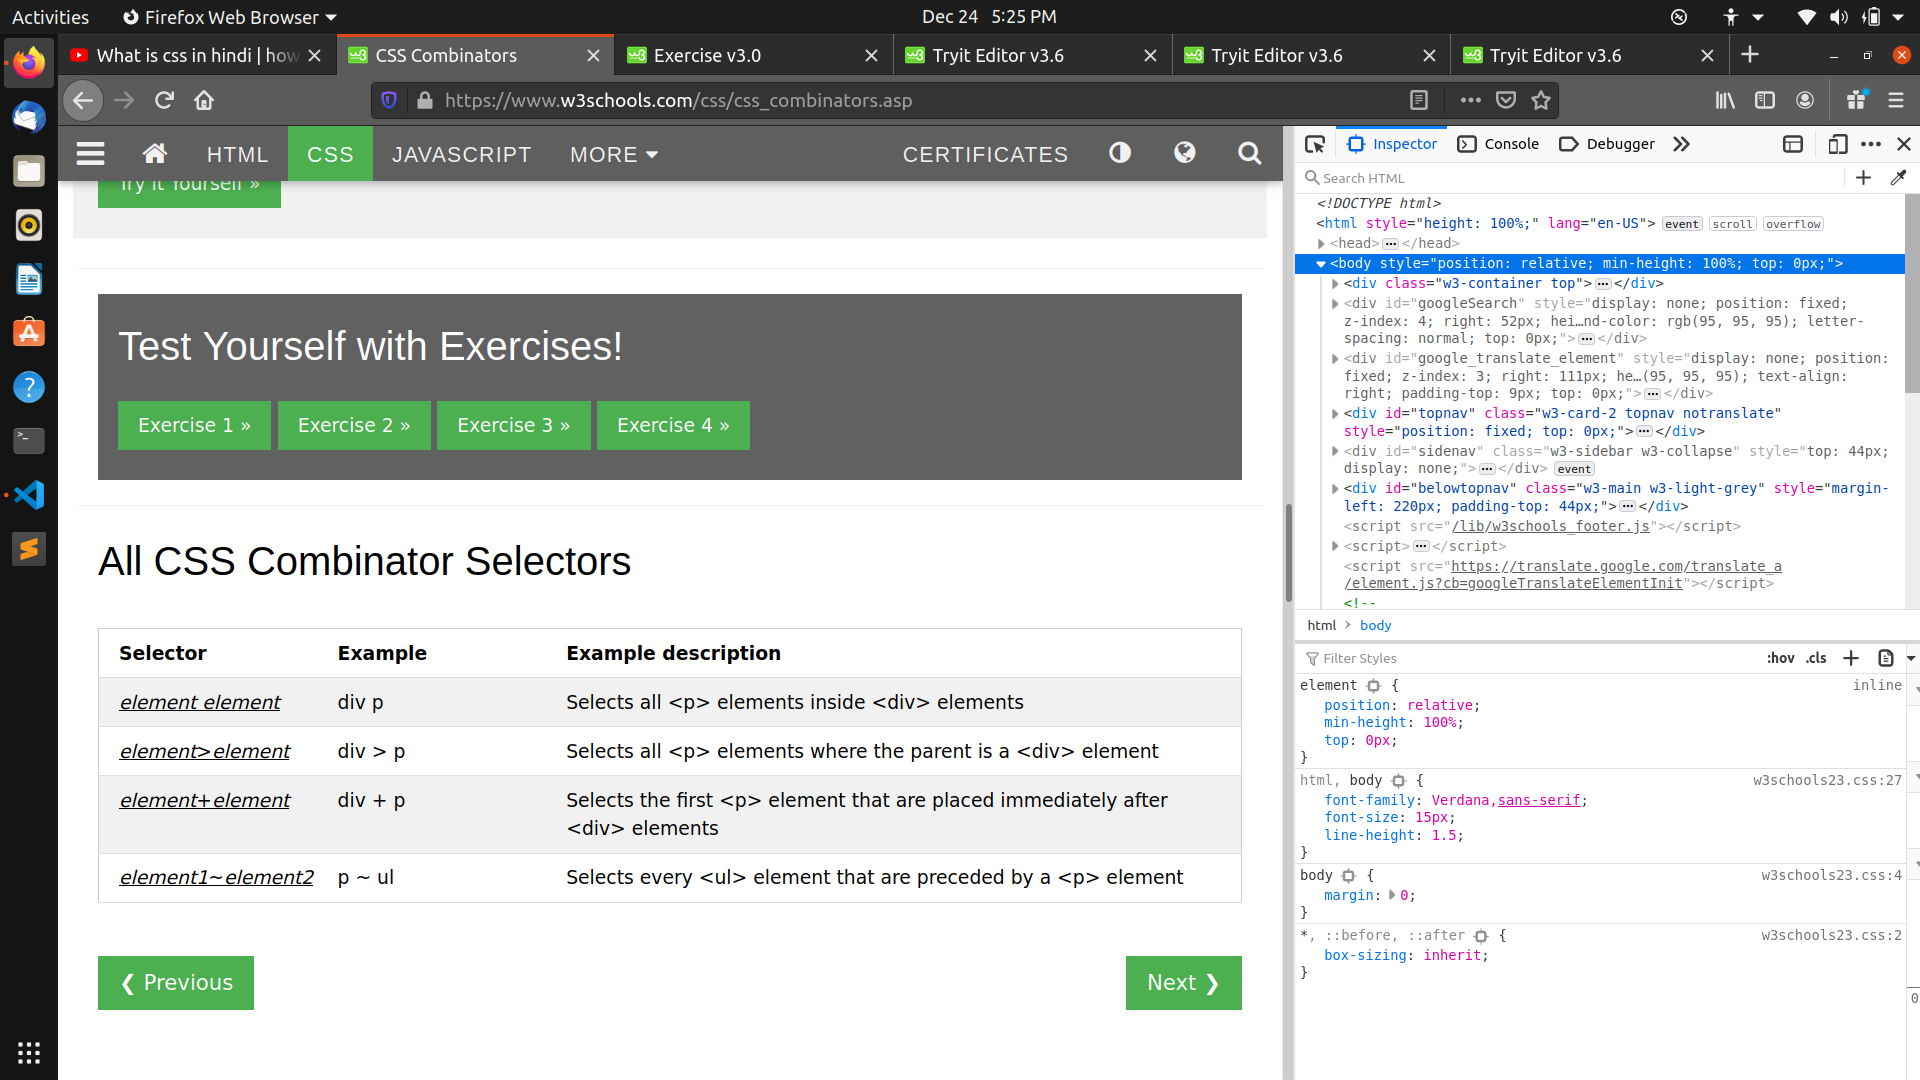 Activities Firefox Web Browser Dec 24 5:25 PM
What is css in hindi | how CSS Combinators Exercise v3.0 Tryit Editor v3.6 Tryit Editor v3.6 Tryit Editor v3.6
https://www.w3schools.com/css/css_combinators.asp
HTML CSS JAVASCRIPT MORE CERTIFICATES
Try it Yourself »
Test Yourself with Exercises!
Exercise 1 » Exercise 2 » Exercise 3 » Exercise 4 »
All CSS Combinator Selectors
Selector Example Example description
element element div p Selects all <p> elements inside <div> elements
element>element div > p Selects all <p> elements where the parent is a <div> element
element+element div + p Selects the first <p> element that are placed immediately after
<div> elements
element1~element2 p ~ ul Selects every <ul> element that are preceded by a <p> element
❮ Previous Next ❯
Inspector Console Debugger
Search HTML
<!DOCTYPE html>
<html style="height: 100%;" lang="en-US"> event scroll overflow
<head>…</head>
<body style="position: relative; min-height: 100%; top: 0px;">
<div class="w3-container top">…</div>
<div id="googleSearch" style="display: none; position: fixed;
z-index: 4; right: 52px; hei…nd-color: rgb(95, 95, 95); letter-
spacing: normal; top: 0px;">…</div>
<div id="google_translate_element" style="display: none; position:
fixed; z-index: 3; right: 111px; he…(95, 95, 95); text-align:
right; padding-top: 9px; top: 0px;">…</div>
<div id="topnav" class="w3-card-2 topnav notranslate"
style="position: fixed; top: 0px;">…</div>
<div id="sidenav" class="w3-sidebar w3-collapse" style="top: 44px;
display: none;">…</div> event
<div id="belowtopnav" class="w3-main w3-light-grey" style="margin-
left: 220px; padding-top: 44px;">…</div>
<script src="/lib/w3schools_footer.js"></script>
<script>…</script>
<script src="https://translate.google.com/translate_a
/element.js?cb=googleTranslateElementInit"></script>
<!--
html body
Filter Styles :hov .cls
element { inline
position: relative;
min-height: 100%;
top: 0px;
}
html, body { w3schools23.css:27
font-family: Verdana,sans-serif;
font-size: 15px;
line-height: 1.5;
}
body { w3schools23.css:4
margin: 0;
}
*, ::before, ::after { w3schools23.css:2
box-sizing: inherit;
}
0